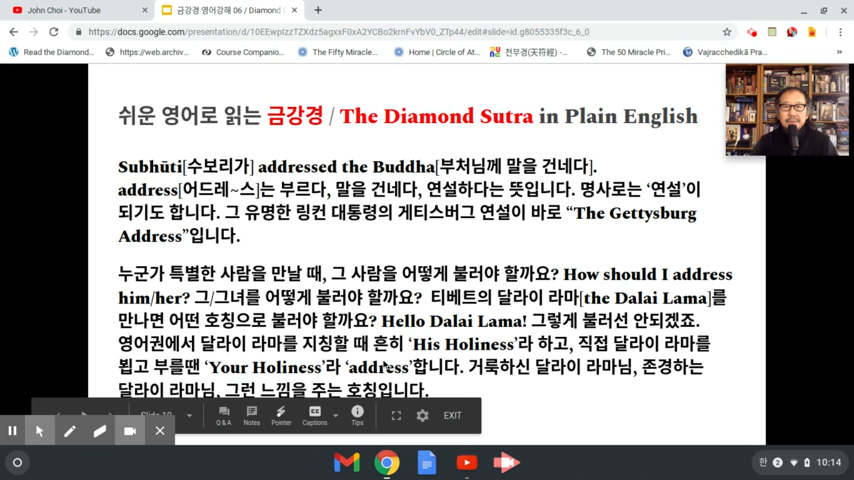 John Choi - YouTube
금강경 영어강해 06 / Diamond
https://docs.google.com/presentation/d/10EEwpIzzTZXdz5agxxF0xA2YCBo2krnFvYbV0_ZTp44/edit#slide=id.g8055335f3c_6_0
Read the Diamond... https://web.archiv... Course Companio... The Fifty Miracle... Home | Circle of At... 천부경(天符經) -... The 50 Miracle Pri... Vajracchedikā Pra...
쉬운 영어로 읽는 금강경 / The Diamond Sutra in Plain English
Subhūti[수보리가] addressed the Buddha[부처님께 말을 건네다].
address[어드레~스]는 부르다, 말을 건네다, 연설하다는 뜻입니다. 명사로는 ‘연설’이
되기도 합니다. 그 유명한 링컨 대통령의 게티스버그 연설이 바로 “The Gettysburg
Address”입니다.
누군가 특별한 사람을 만날 때, 그 사람을 어떻게 불러야 할까요? How should I address
him/her? 그/그녀를 어떻게 불러야 할까요? 티베트의 달라이 라마[the Dalai Lama]를
만나면 어떤 호칭으로 불러야 할까요? Hello Dalai Lama! 그렇게 불러선 안되겠죠.
영어권에서 달라이 라마를 지칭할 때 흔히 ‘His Holiness’라 하고, 직접 달라이 라마를
뵙고 부를땐 ‘Your Holiness’라 ‘address’합니다. 거룩하신 달라이 라마님, 존경하는
달라이 라마님, 그런 느낌을 주는 호칭입니다.
Q & A Notes Pointer Captions Tips EXIT
한 2 10:14